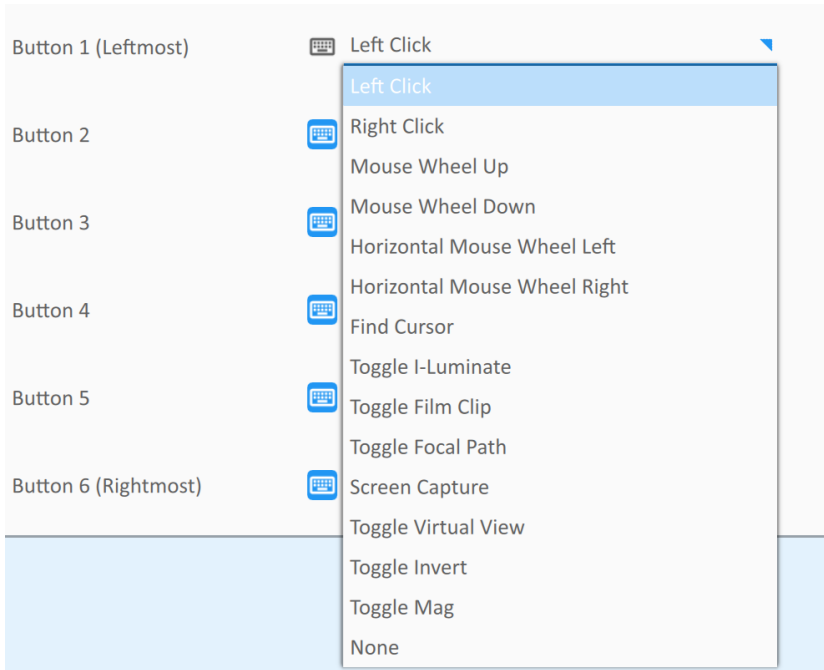 Button 1 (Leftmost) Left Click
Left Click
Right Click
Button 2
Mouse Wheel Up
Mouse Wheel Down
Button 3
Horizontal Mouse Wheel Left
Horizontal Mouse Wheel Right
Button 4
Find Cursor
Toggle I-Luminate
Button 5
Toggle Film Clip
Toggle Focal Path
Button 6 (Rightmost)
Screen Capture
Toggle Virtual View
Toggle Invert
Toggle Mag
None